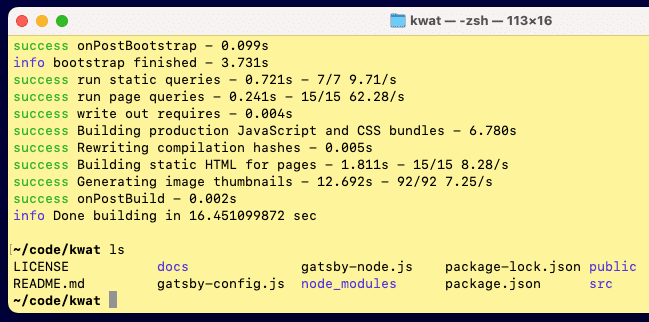 kwat — -zsh — 113×16
success onPostBootstrap – 0.099s
info bootstrap finished – 3.731s
success run static queries – 0.721s – 7/7 9.71/s
success run page queries – 0.241s – 15/15 62.28/s
success write out requires – 0.004s
success Building production JavaScript and CSS bundles – 6.780s
success Rewriting compilation hashes – 0.005s
success Building static HTML for pages – 1.811s – 15/15 8.28/s
success Generating image thumbnails – 12.692s – 92/92 7.25/s
success onPostBuild – 0.002s
info Done building in 16.451099872 sec
[~/code/kwat ls
LICENSE docs gatsby-node.js package-lock.json public
README.md gatsby-config.js node_modules package.json src
~/code/kwat